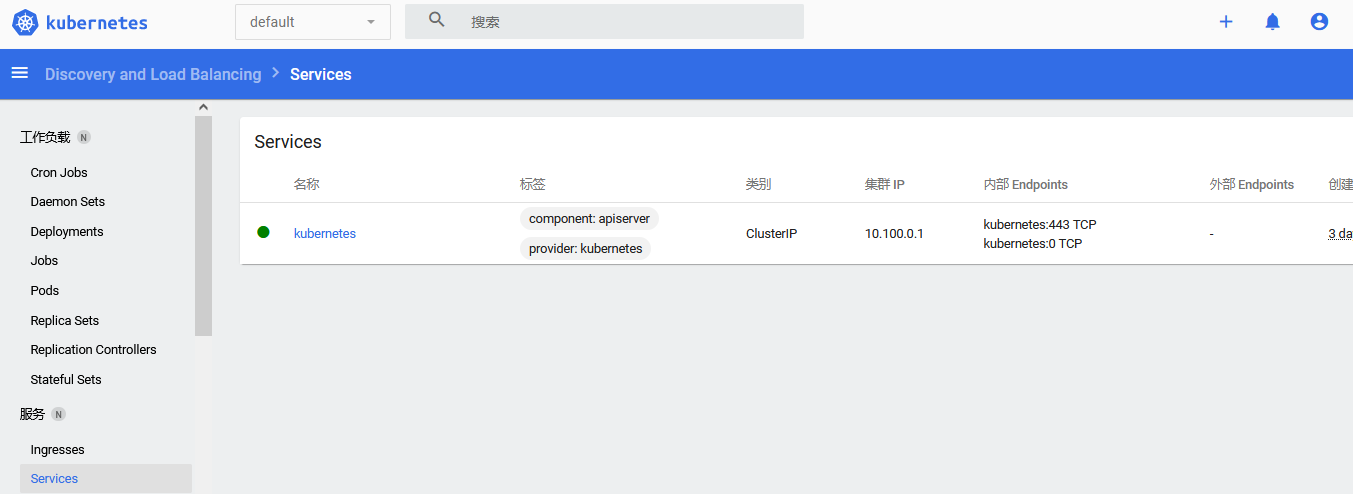 kubernetes
default
搜索
Discovery and Load Balancing
Services
工作负载 N
Cron Jobs
Daemon Sets
Deployments
Jobs
Pods
Replica Sets
Replication Controllers
Stateful Sets
服务 N
Ingresses
Services
Services
名称 标签 类别 集群 IP 内部 Endpoints 外部 Endpoints 创建
kubernetes
component: apiserver
provider: kubernetes
ClusterIP
10.100.0.1
kubernetes:443 TCP
kubernetes:0 TCP
-
3 da